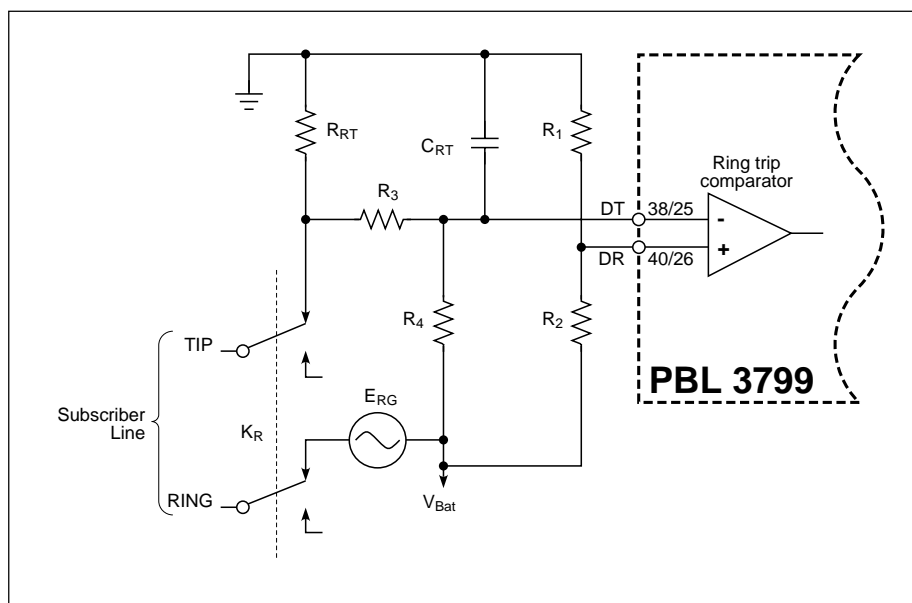 R_RT
C_RT
R_1
R_3
Ring trip
comparator
DT
38/25
-
DR
40/26
+
R_4
R_2
TIP
PBL 3799
E_RG
Subscriber
Line
K_R
RING
V_Bat